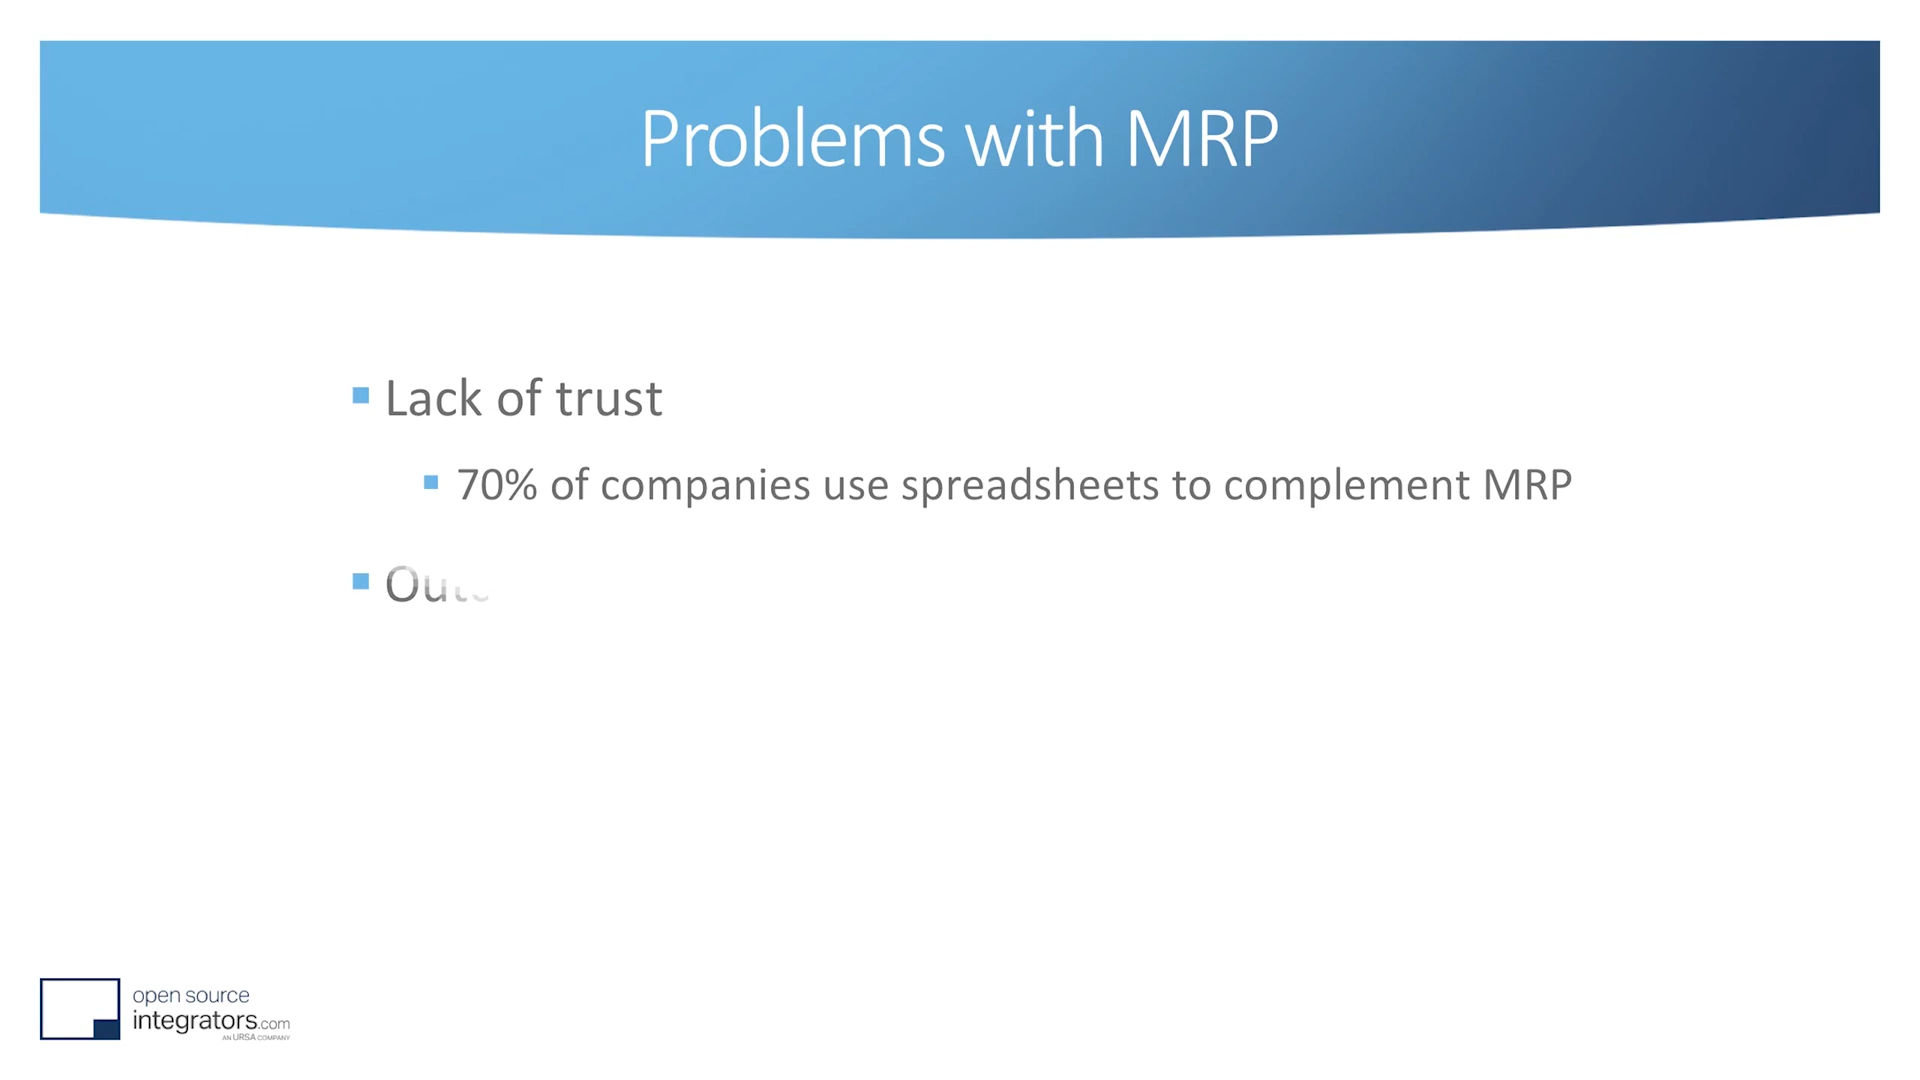 Problems with MRP
Lack of trust
70% of companies use spreadsheets to complement MRP
open source
integrators.com
AN URSA COMPANY